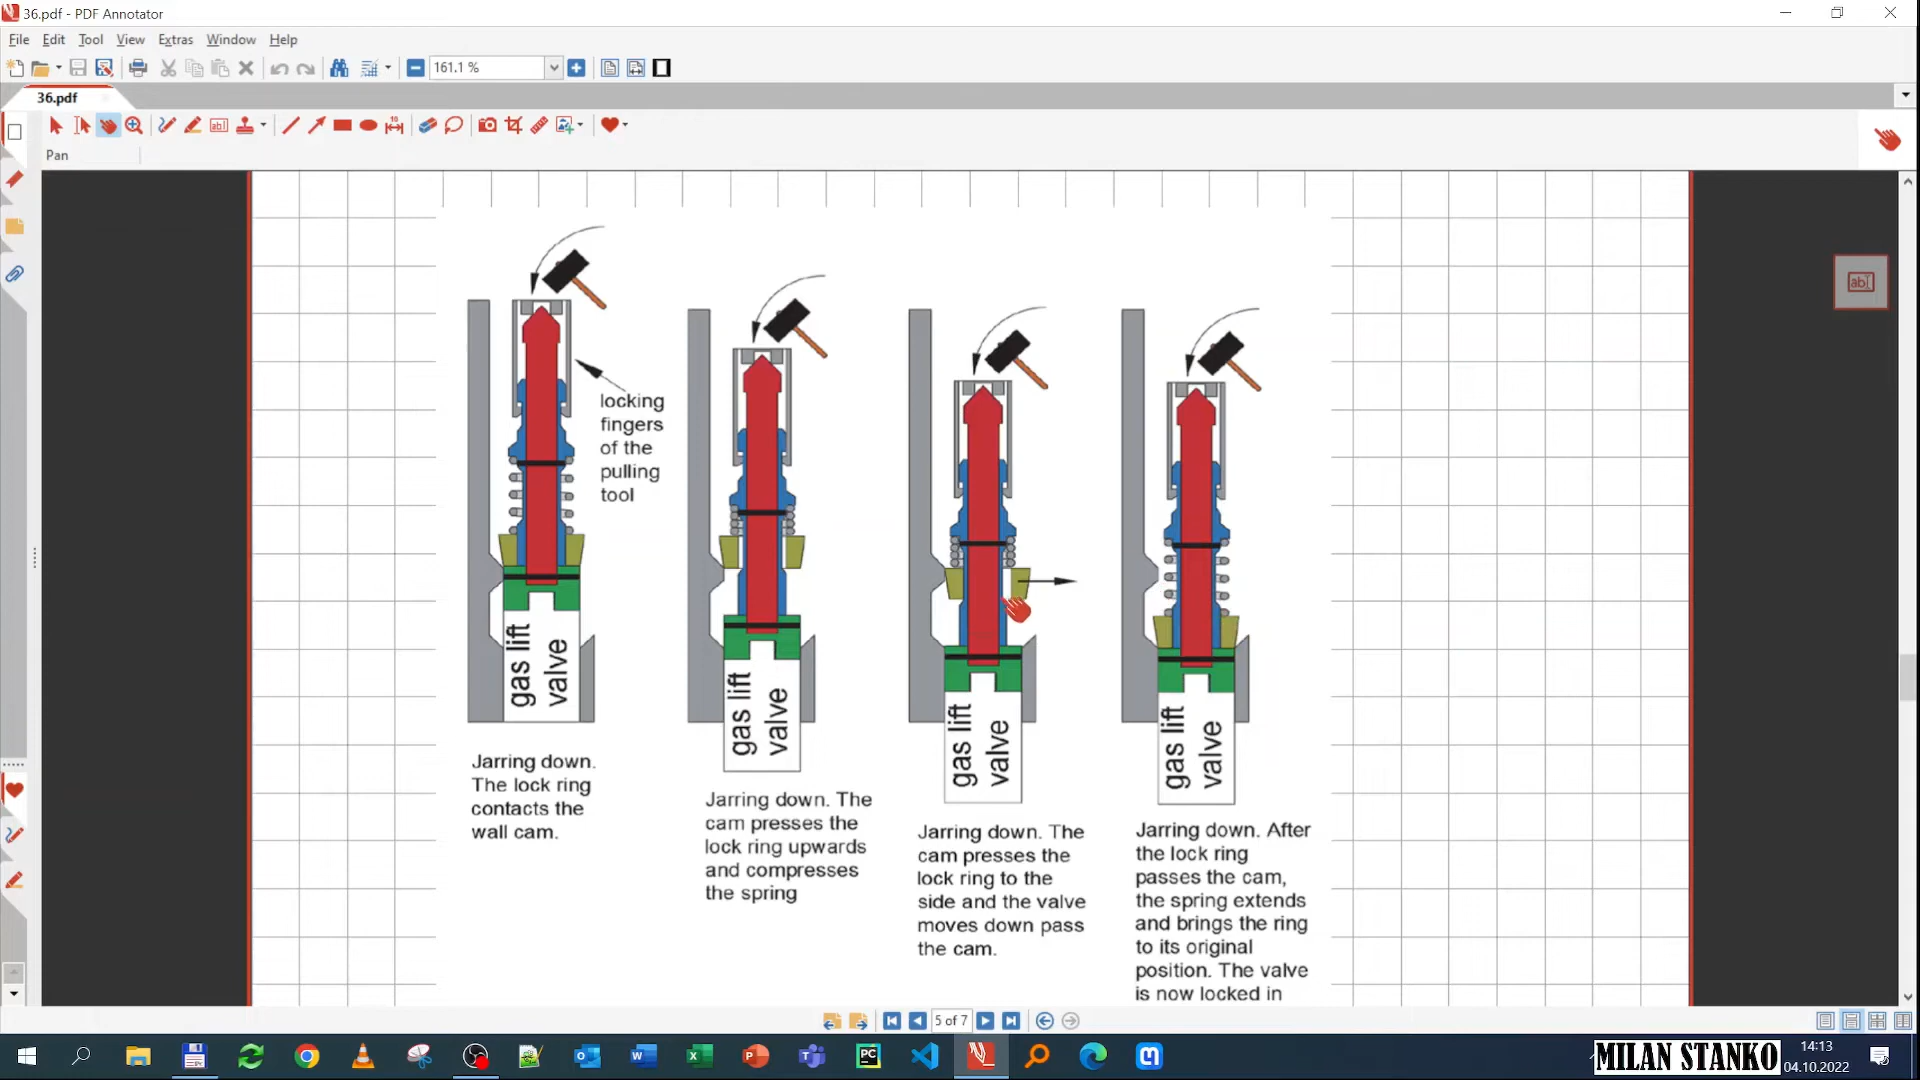 36.pdf - PDF Annotator
File Edit Tool View Extras Window Help
161.1 %
36.pdf
Pan
locking
fingers
of the
pulling
tool
gas lift
valve
gas lift
valve
gas lift
valve
gas lift
valve
Jarring down.
The lock ring
contacts the
wall cam.
Jarring down. The
cam presses the
lock ring upwards
and compresses
the spring
Jarring down. The
cam presses the
lock ring to the
side and the valve
moves down pass
the cam.
Jarring down. After
the lock ring
passes the cam,
the spring extends
and brings the ring
to its original
position. The valve
is now locked in
5 of 7
MILAN STANKO
14:13
04.10.2022